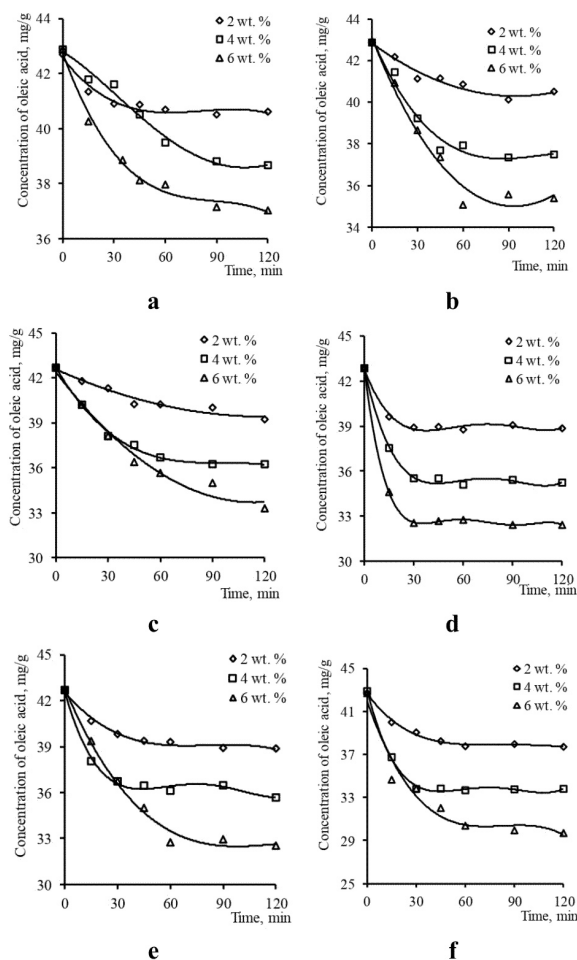 Concentration of oleic acid, mg/g
45
42
39
36
0 30 60 90 120
Time, min
2 wt. %
4 wt. %
6 wt. %
a
Concentration of oleic acid, mg/g
46
43
40
37
34
0 30 60 90 120
Time, min
2 wt. %
4 wt. %
6 wt. %
b
Concentration of oleic acid, mg/g
45
42
39
36
33
30
0 30 60 90 120
Time, min
2 wt. %
4 wt. %
6 wt. %
c
Concentration of oleic acid, mg/g
45
42
39
36
33
30
0 30 60 90 120
Time, min
2 wt. %
4 wt. %
6 wt. %
d
Concentration of oleic acid, mg/g
45
42
39
36
33
30
0 30 60 90 120
Time, min
2 wt. %
4 wt. %
6 wt. %
e
Concentration of oleic acid, mg/g
49
45
41
37
33
29
25
0 30 60 90 120
Time, min
2 wt. %
4 wt. %
6 wt. %
f